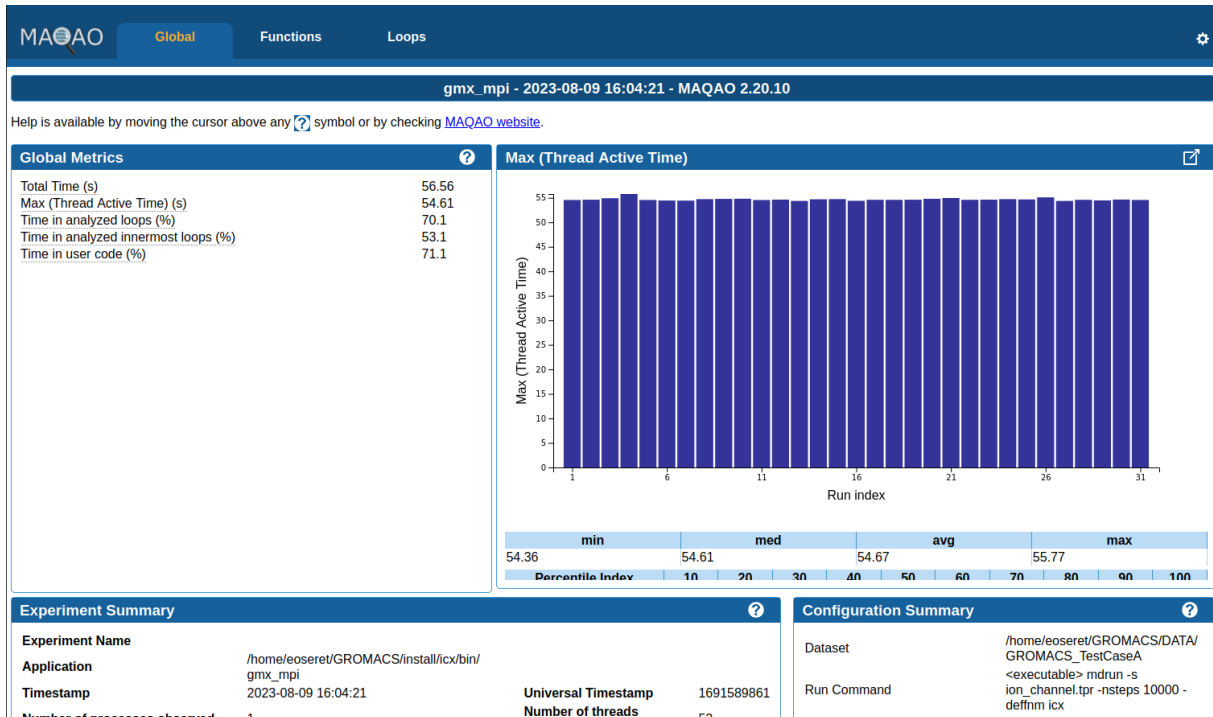 MAQAO Global Functions Loops
gmx_mpi - 2023-08-09 16:04:21 - MAQAO 2.20.10
Help is available by moving the cursor above any ? symbol or by checking MAQAO website.
Global Metrics ?
Total Time (s) 56.56
Max (Thread Active Time) (s) 54.61
Time in analyzed loops (%) 70.1
Time in analyzed innermost loops (%) 53.1
Time in user code (%) 71.1
Max (Thread Active Time)
Max (Thread Active Time)
55
50
45
40
35
30
25
20
15
10
5
0
1 6 11 16 21 26 31
Run index
min med avg max
54.36 54.61 54.67 55.77
Percentile Index 10 20 30 40 50 60 70 80 90 100
Experiment Summary ?
Experiment Name
Application /home/eoseret/GROMACS/install/icx/bin/
gmx_mpi
Timestamp 2023-08-09 16:04:21 Universal Timestamp 1691589861
Number of processes observed 1 Number of threads 52
Configuration Summary ?
Dataset /home/eoseret/GROMACS/DATA/
GROMACS_TestCaseA
Run Command <executable> mdrun -s
ion_channel.tpr -nsteps 10000 -
deffnm icx